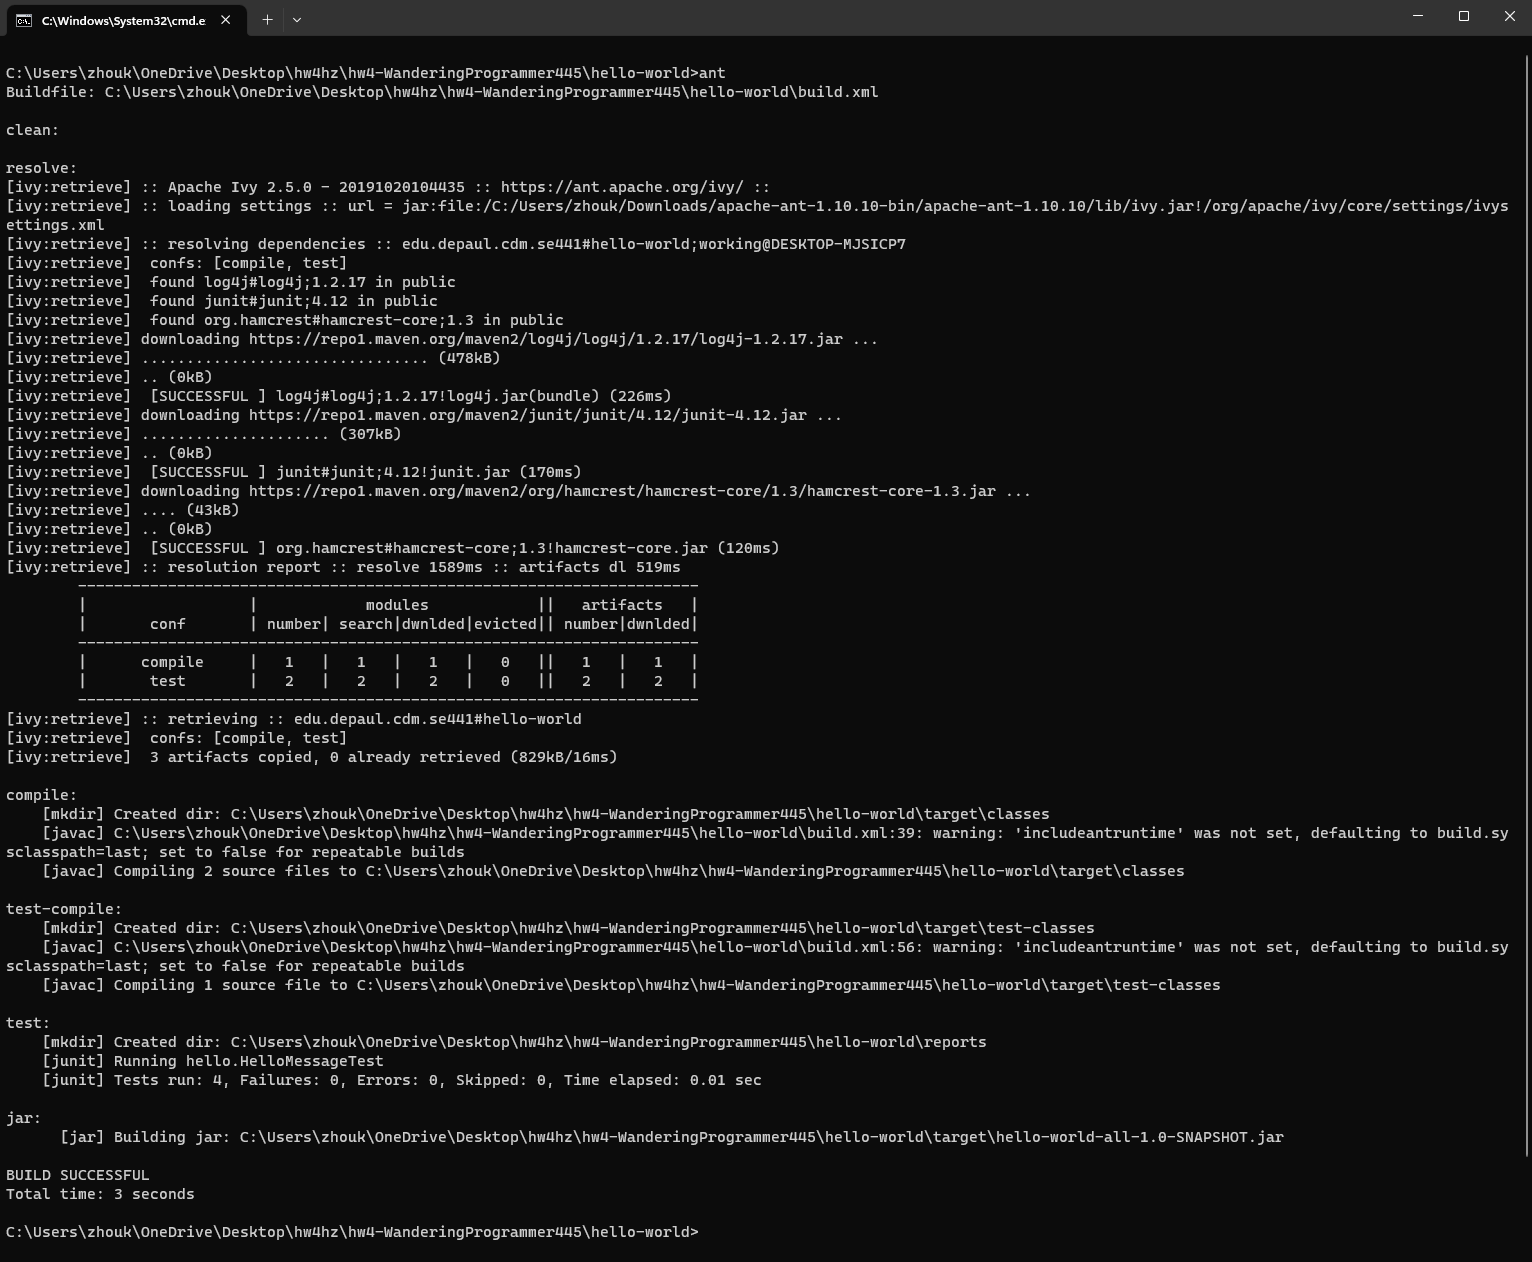 C:\Windows\System32\cmd.e
C:\Users\zhouk\OneDrive\Desktop\hw4hz\hw4-WanderingProgrammer445\hello-world>ant
Buildfile: C:\Users\zhouk\OneDrive\Desktop\hw4hz\hw4-WanderingProgrammer445\hello-world\build.xml

clean:

resolve:
[ivy:retrieve] :: Apache Ivy 2.5.0 - 20191020104435 :: https://ant.apache.org/ivy/ ::
[ivy:retrieve] :: loading settings :: url = jar:file:/C:/Users/zhouk/Downloads/apache-ant-1.10.10-bin/apache-ant-1.10.10/lib/ivy.jar!/org/apache/ivy/core/settings/ivys
ettings.xml
[ivy:retrieve] :: resolving dependencies :: edu.depaul.cdm.se441#hello-world;working@DESKTOP-MJSICP7
[ivy:retrieve]  confs: [compile, test]
[ivy:retrieve]  found log4j#log4j;1.2.17 in public
[ivy:retrieve]  found junit#junit;4.12 in public
[ivy:retrieve]  found org.hamcrest#hamcrest-core;1.3 in public
[ivy:retrieve] downloading https://repo1.maven.org/maven2/log4j/log4j/1.2.17/log4j-1.2.17.jar ...
[ivy:retrieve] ................................ (478kB)
[ivy:retrieve] .. (0kB)
[ivy:retrieve]  [SUCCESSFUL ] log4j#log4j;1.2.17!log4j.jar(bundle) (226ms)
[ivy:retrieve] downloading https://repo1.maven.org/maven2/junit/junit/4.12/junit-4.12.jar ...
[ivy:retrieve] ..................... (307kB)
[ivy:retrieve] .. (0kB)
[ivy:retrieve]  [SUCCESSFUL ] junit#junit;4.12!junit.jar (170ms)
[ivy:retrieve] downloading https://repo1.maven.org/maven2/org/hamcrest/hamcrest-core/1.3/hamcrest-core-1.3.jar ...
[ivy:retrieve] .... (43kB)
[ivy:retrieve] .. (0kB)
[ivy:retrieve]  [SUCCESSFUL ] org.hamcrest#hamcrest-core;1.3!hamcrest-core.jar (120ms)
[ivy:retrieve] :: resolution report :: resolve 1589ms :: artifacts dl 519ms
        ---------------------------------------------------------------------
        |                  |            modules            ||   artifacts   |
        |       conf       | number| search|dwnlded|evicted|| number|dwnlded|
        ---------------------------------------------------------------------
        |      compile     |   1   |   1   |   1   |   0   ||   1   |   1   |
        |       test       |   2   |   2   |   2   |   0   ||   2   |   2   |
        ---------------------------------------------------------------------
[ivy:retrieve] :: retrieving :: edu.depaul.cdm.se441#hello-world
[ivy:retrieve]  confs: [compile, test]
[ivy:retrieve]  3 artifacts copied, 0 already retrieved (829kB/16ms)

compile:
    [mkdir] Created dir: C:\Users\zhouk\OneDrive\Desktop\hw4hz\hw4-WanderingProgrammer445\hello-world\target\classes
    [javac] C:\Users\zhouk\OneDrive\Desktop\hw4hz\hw4-WanderingProgrammer445\hello-world\build.xml:39: warning: 'includeantruntime' was not set, defaulting to build.sy
sclasspath=last; set to false for repeatable builds
    [javac] Compiling 2 source files to C:\Users\zhouk\OneDrive\Desktop\hw4hz\hw4-WanderingProgrammer445\hello-world\target\classes

test-compile:
    [mkdir] Created dir: C:\Users\zhouk\OneDrive\Desktop\hw4hz\hw4-WanderingProgrammer445\hello-world\target\test-classes
    [javac] C:\Users\zhouk\OneDrive\Desktop\hw4hz\hw4-WanderingProgrammer445\hello-world\build.xml:56: warning: 'includeantruntime' was not set, defaulting to build.sy
sclasspath=last; set to false for repeatable builds
    [javac] Compiling 1 source file to C:\Users\zhouk\OneDrive\Desktop\hw4hz\hw4-WanderingProgrammer445\hello-world\target\test-classes

test:
    [mkdir] Created dir: C:\Users\zhouk\OneDrive\Desktop\hw4hz\hw4-WanderingProgrammer445\hello-world\reports
    [junit] Running hello.HelloMessageTest
    [junit] Tests run: 4, Failures: 0, Errors: 0, Skipped: 0, Time elapsed: 0.01 sec

jar:
      [jar] Building jar: C:\Users\zhouk\OneDrive\Desktop\hw4hz\hw4-WanderingProgrammer445\hello-world\target\hello-world-all-1.0-SNAPSHOT.jar

BUILD SUCCESSFUL
Total time: 3 seconds

C:\Users\zhouk\OneDrive\Desktop\hw4hz\hw4-WanderingProgrammer445\hello-world>